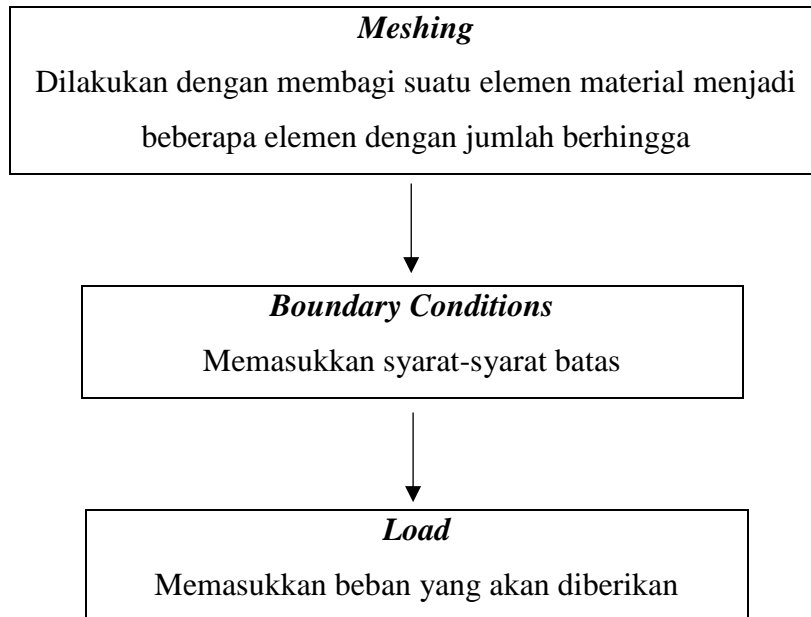 Meshing
Dilakukan dengan membagi suatu elemen material menjadi
beberapa elemen dengan jumlah berhingga
Boundary Conditions
Memasukkan syarat-syarat batas
Load
Memasukkan beban yang akan diberikan